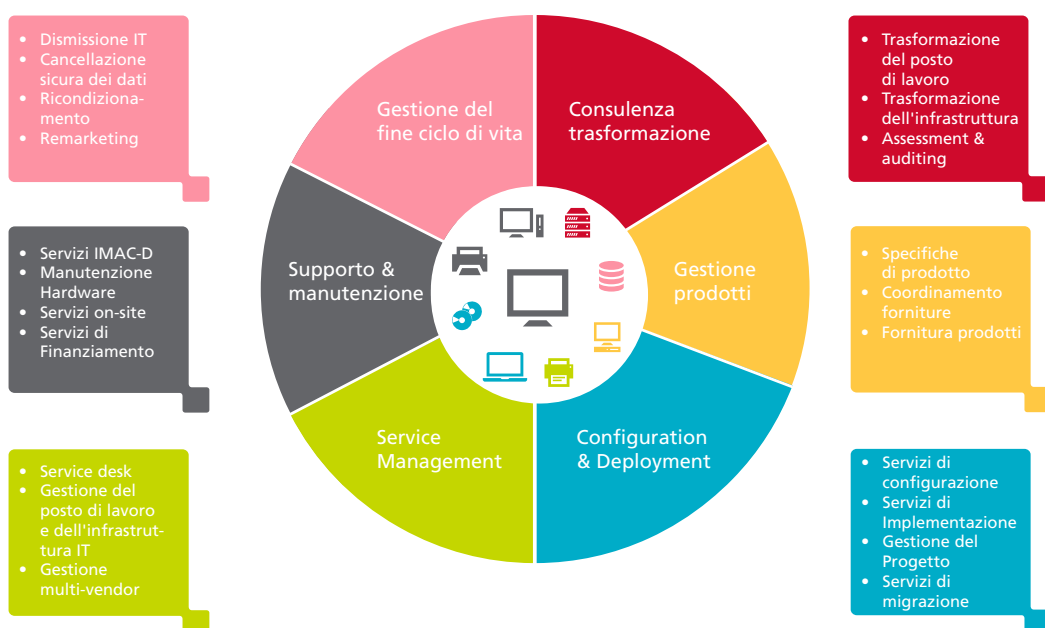 • Dismissione IT
• Cancellazione
sicura dei dati
• Ricondiziona-
mento
• Remarketing
• Servizi IMAC-D
• Manutenzione
Hardware
• Servizi on-site
• Servizi di
Finanziamento
• Service desk
• Gestione del
posto di lavoro
e dell'infrastrut-
tura IT
• Gestione
multi-vendor
Gestione del
fine ciclo di vita
Consulenza
trasformazione
Supporto &
manutenzione
Gestione
prodotti
Service
Management
Configuration
& Deployment
• Trasformazione
del posto
di lavoro
• Trasformazione
dell'infrastruttura
• Assessment &
auditing
• Specifiche
di prodotto
• Coordinamento
forniture
• Fornitura prodotti
• Servizi di
configurazione
• Servizi di
Implementazione
• Gestione del
Progetto
• Servizi di
migrazione